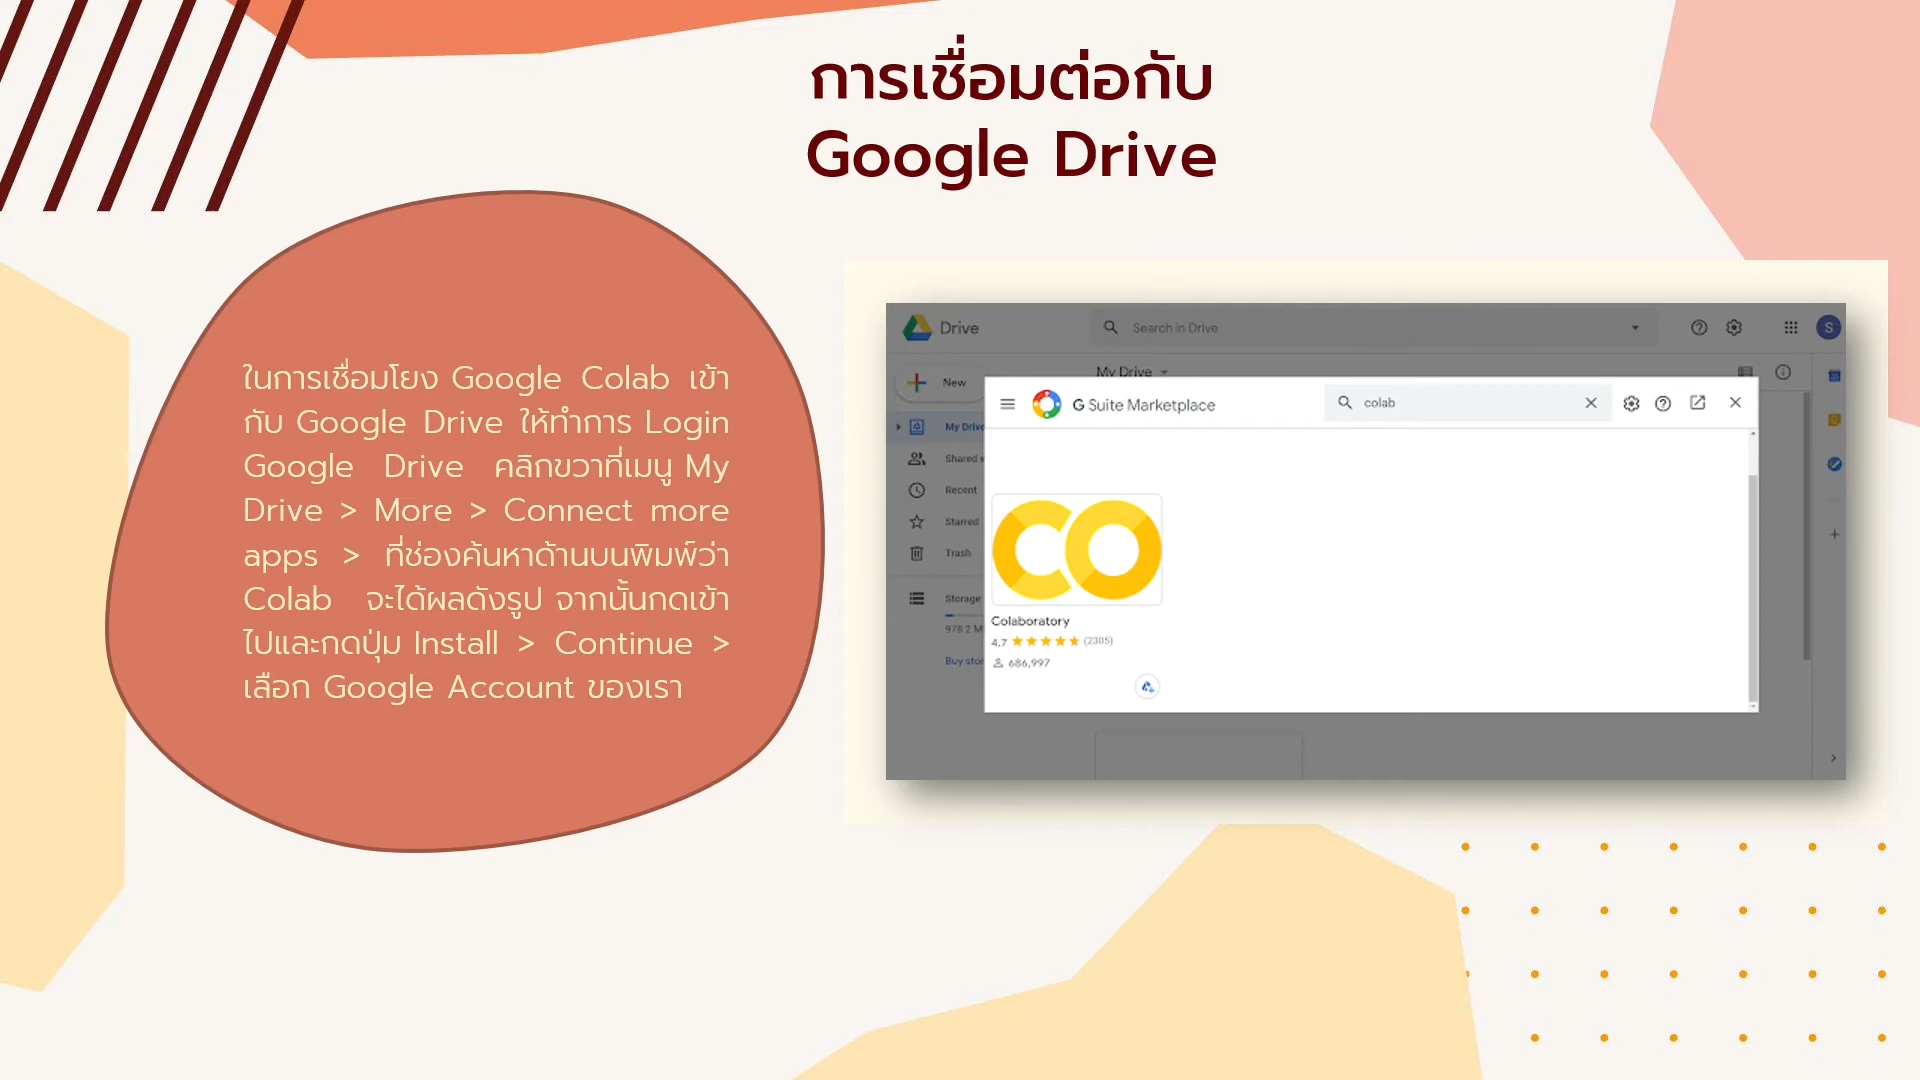 การเชื่อมต่อกับ
Google Drive
ในการเชื่อมโยง Google Colab เข้า
กับ Google Drive ให้ทำการ Login
Google Drive คลิกขวาที่เมนู My
Drive > More > Connect more
apps > ที่ช่องค้นหาด้านบนพิมพ์ว่า
Colab จะได้ผลดังรูป จากนั้นกดเข้า
ไปและกดปุ่ม Install > Continue >
เลือก Google Account ของเรา
Drive
Search in Drive
S
My Drive
New
G Suite Marketplace
colab
My Drive
Shared
Recent
Starred
Trash
Storage
978.2 M
Buy stor
Colaboratory
4.7 (2305)
686,997